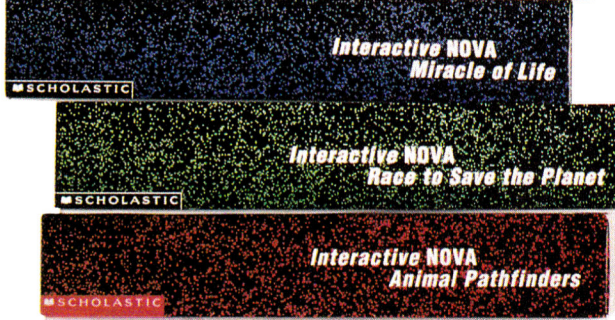 Interactive NOVA
Miracle of Life
SCHOLASTIC
Interactive NOVA
Race to Save the Planet
SCHOLASTIC
Interactive NOVA
Animal Pathfinders
SCHOLASTIC